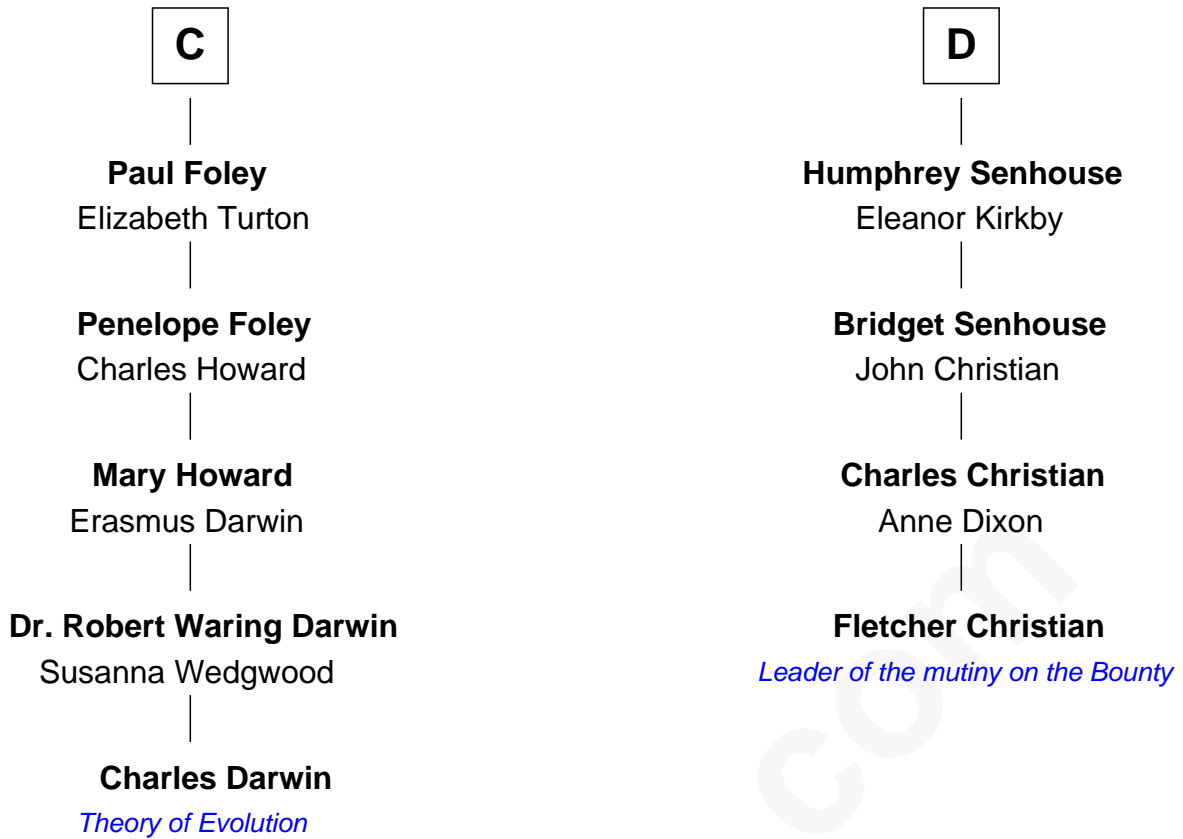 C
Paul Foley
Elizabeth Turton
Penelope Foley
Charles Howard
Mary Howard
Erasmus Darwin
Dr. Robert Waring Darwin
Susanna Wedgwood
Charles Darwin
Theory of Evolution
D
Humphrey Senhouse
Eleanor Kirkby
Bridget Senhouse
John Christian
Charles Christian
Anne Dixon
Fletcher Christian
Leader of the mutiny on the Bounty
com